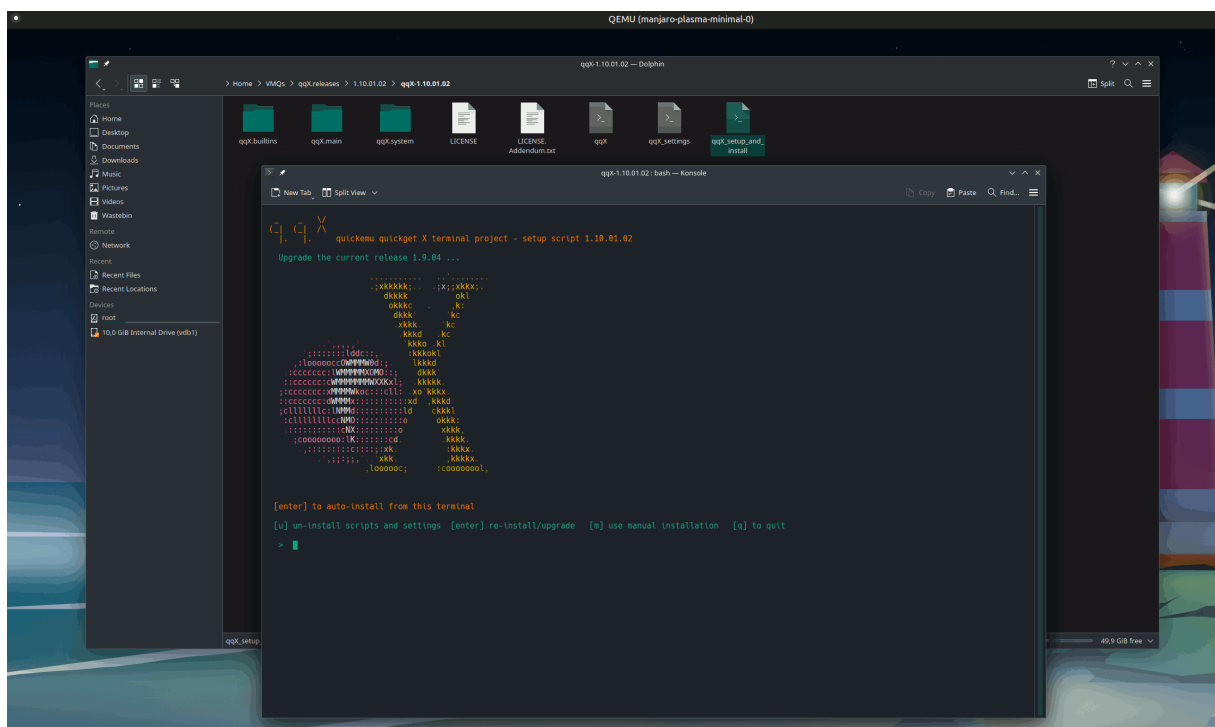 QEMU (manjaro-plasma-minimal-0)
qqX-1.10.01.02 — Dolphin
> Home > VMQs > qqX.releases > 1.10.01.02 > qqX-1.10.01.02
Split
Places
Home
Desktop
Documents
Downloads
Music
Pictures
Videos
Wastebin
Remote
Network
Recent
Recent Files
Recent Locations
Devices
root
10,0 GiB Internal Drive (vdb1)
qqX.builtins
qqX.main
qqX.system
LICENSE
LICENSE.
Addendum.txt
qqX
qqX_settings
qqX_setup_and_
install
qqX-1.10.01.02 : bash — Konsole
New Tab
Split View
Copy
Paste
Find...
quickemu quickget X terminal project - setup script 1.10.01.02
Upgrade the current release 1.9.04 ...
[enter] to auto-install from this terminal
[u] un-install scripts and settings [enter] re-install/upgrade [m] use manual installation [q] to quit
>
qqX_setup
49,9 GiB free